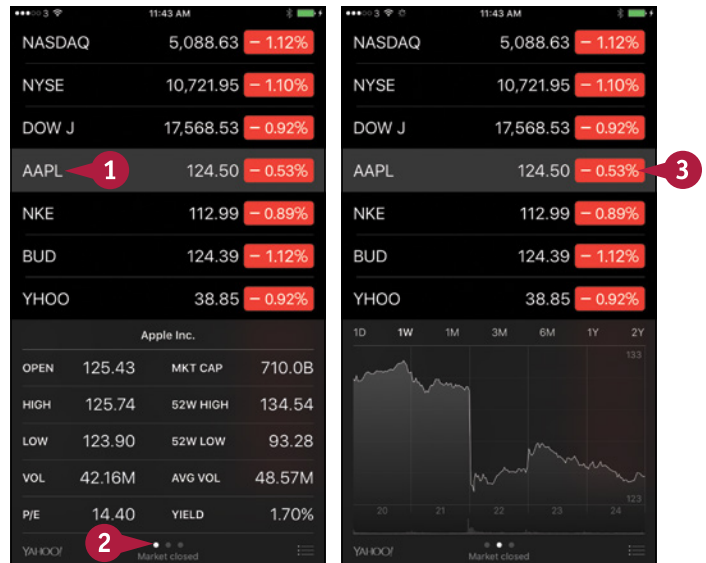 3 11:43 AM
NASDAQ 5,088.63 − 1.12%
NYSE 10,721.95 − 1.10%
DOW J 17,568.53 − 0.92%
AAPL 1 124.50 − 0.53%
NKE 112.99 − 0.89%
BUD 124.39 − 1.12%
YHOO 38.85 − 0.92%
Apple Inc.
OPEN 125.43 MKT CAP 710.0B
HIGH 125.74 52W HIGH 134.54
LOW 123.90 52W LOW 93.28
VOL 42.16M AVG VOL 48.57M
P/E 14.40 YIELD 1.70%
2
YAHOO! Market closed
3 11:43 AM
NASDAQ 5,088.63 − 1.12%
NYSE 10,721.95 − 1.10%
DOW J 17,568.53 − 0.92%
AAPL 124.50 − 0.53% 3
NKE 112.99 − 0.89%
BUD 124.39 − 1.12%
YHOO 38.85 − 0.92%
1D 1W 1M 3M 6M 1Y 2Y
133
123
20 21 22 23 24
YAHOO! Market closed